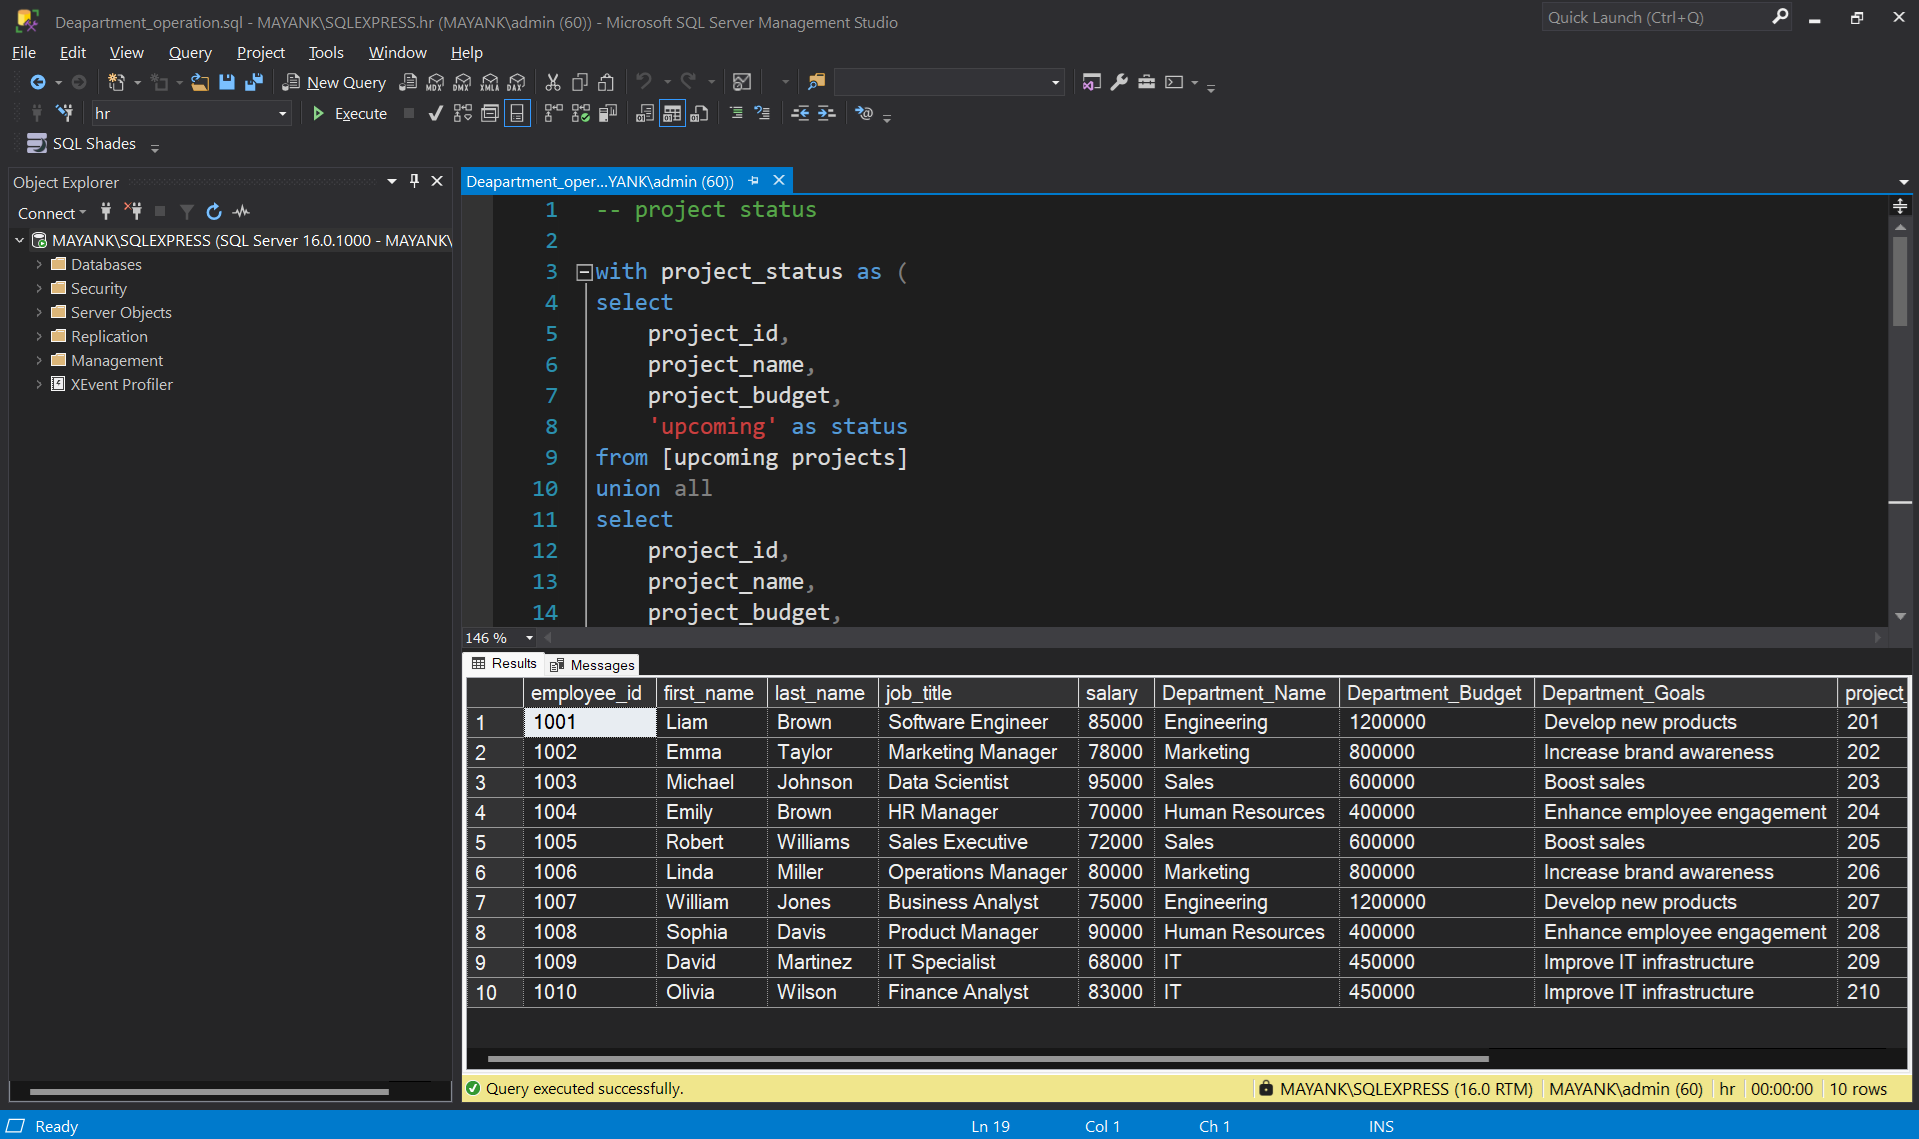 Deapartment_operation.sql - MAYANK\SQLEXPRESS.hr (MAYANK\admin (60)) - Microsoft SQL Server Management Studio
Quick Launch (Ctrl+Q)
File Edit View Query Project Tools Window Help
New Query MDX DMX XMLA DAX
hr Execute
SQL Shades
Object Explorer
Connect
MAYANK\SQLEXPRESS (SQL Server 16.0.1000 - MAYANK\
Databases
Security
Server Objects
Replication
Management
XEvent Profiler
Deapartment_oper...YANK\admin (60))
1 -- project status
2
3 with project_status as (
4 select
5 project_id,
6 project_name,
7 project_budget,
8 'upcoming' as status
9 from [upcoming projects]
10 union all
11 select
12 project_id,
13 project_name,
14 project_budget,
146 %
Results Messages
employee_id first_name last_name job_title salary Department_Name Department_Budget Department_Goals project_
1 1001 Liam Brown Software Engineer 85000 Engineering 1200000 Develop new products 201
2 1002 Emma Taylor Marketing Manager 78000 Marketing 800000 Increase brand awareness 202
3 1003 Michael Johnson Data Scientist 95000 Sales 600000 Boost sales 203
4 1004 Emily Brown HR Manager 70000 Human Resources 400000 Enhance employee engagement 204
5 1005 Robert Williams Sales Executive 72000 Sales 600000 Boost sales 205
6 1006 Linda Miller Operations Manager 80000 Marketing 800000 Increase brand awareness 206
7 1007 William Jones Business Analyst 75000 Engineering 1200000 Develop new products 207
8 1008 Sophia Davis Product Manager 90000 Human Resources 400000 Enhance employee engagement 208
9 1009 David Martinez IT Specialist 68000 IT 450000 Improve IT infrastructure 209
10 1010 Olivia Wilson Finance Analyst 83000 IT 450000 Improve IT infrastructure 210
Query executed successfully. MAYANK\SQLEXPRESS (16.0 RTM) MAYANK\admin (60) hr 00:00:00 10 rows
Ready Ln 19 Col 1 Ch 1 INS